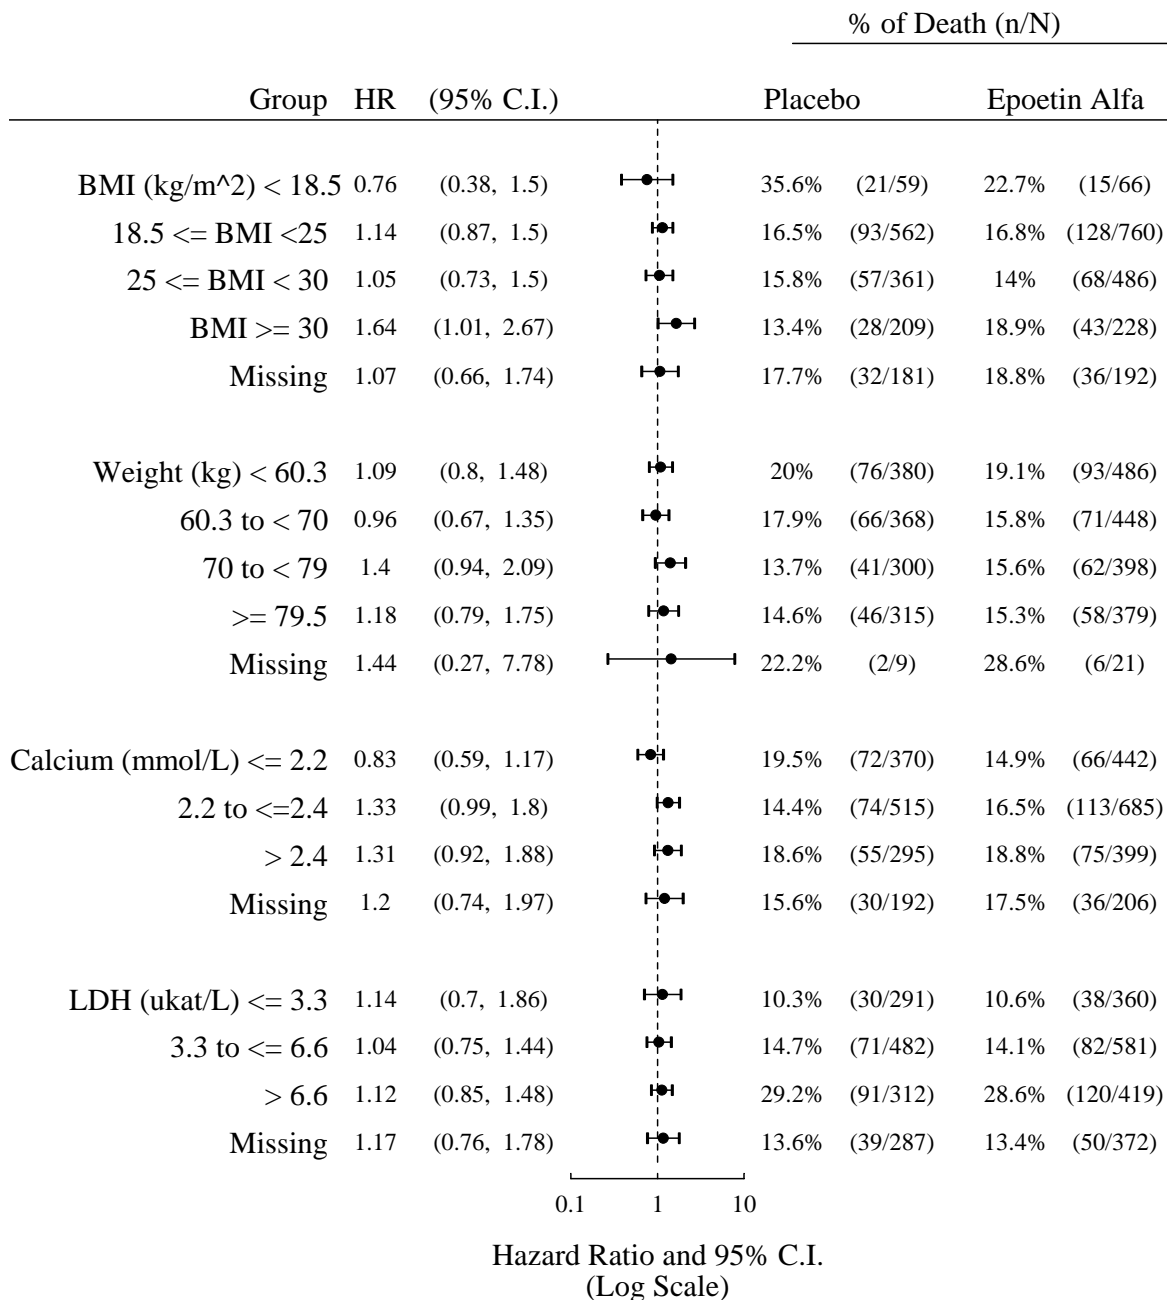 % of Death (n/N)
Group HR (95% C.I.) Placebo Epoetin Alfa
BMI (kg/m^2) < 18.5 0.76 (0.38, 1.5) 35.6% (21/59) 22.7% (15/66)
18.5 <= BMI <25 1.14 (0.87, 1.5) 16.5% (93/562) 16.8% (128/760)
25 <= BMI < 30 1.05 (0.73, 1.5) 15.8% (57/361) 14% (68/486)
BMI >= 30 1.64 (1.01, 2.67) 13.4% (28/209) 18.9% (43/228)
Missing 1.07 (0.66, 1.74) 17.7% (32/181) 18.8% (36/192)
Weight (kg) < 60.3 1.09 (0.8, 1.48) 20% (76/380) 19.1% (93/486)
60.3 to < 70 0.96 (0.67, 1.35) 17.9% (66/368) 15.8% (71/448)
70 to < 79 1.4 (0.94, 2.09) 13.7% (41/300) 15.6% (62/398)
>= 79.5 1.18 (0.79, 1.75) 14.6% (46/315) 15.3% (58/379)
Missing 1.44 (0.27, 7.78) 22.2% (2/9) 28.6% (6/21)
Calcium (mmol/L) <= 2.2 0.83 (0.59, 1.17) 19.5% (72/370) 14.9% (66/442)
2.2 to <=2.4 1.33 (0.99, 1.8) 14.4% (74/515) 16.5% (113/685)
> 2.4 1.31 (0.92, 1.88) 18.6% (55/295) 18.8% (75/399)
Missing 1.2 (0.74, 1.97) 15.6% (30/192) 17.5% (36/206)
LDH (ukat/L) <= 3.3 1.14 (0.7, 1.86) 10.3% (30/291) 10.6% (38/360)
3.3 to <= 6.6 1.04 (0.75, 1.44) 14.7% (71/482) 14.1% (82/581)
> 6.6 1.12 (0.85, 1.48) 29.2% (91/312) 28.6% (120/419)
Missing 1.17 (0.76, 1.78) 13.6% (39/287) 13.4% (50/372)
0.1 1 10
Hazard Ratio and 95% C.I.
(Log Scale)